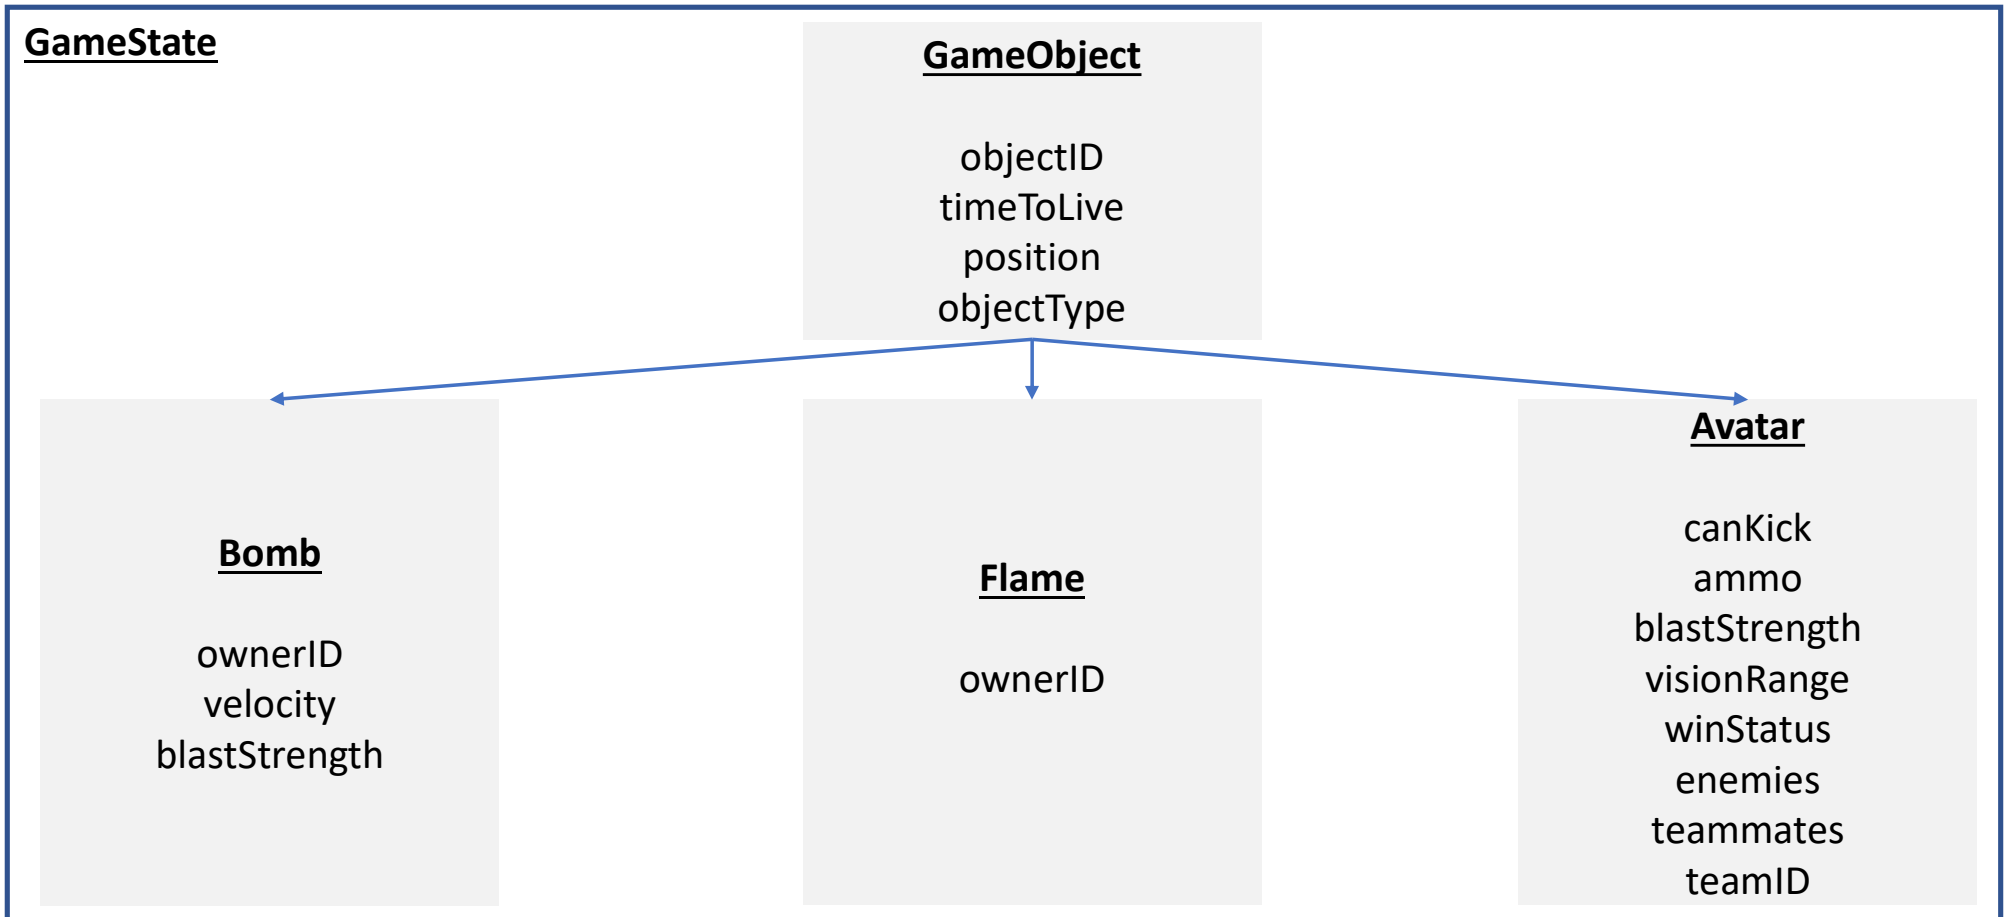 GameState
GameObject
objectID
timeToLive
position
objectType
Bomb
ownerID
velocity
blastStrength
Flame
ownerID
Avatar
canKick
ammo
blastStrength
visionRange
winStatus
enemies
teammates
teamID